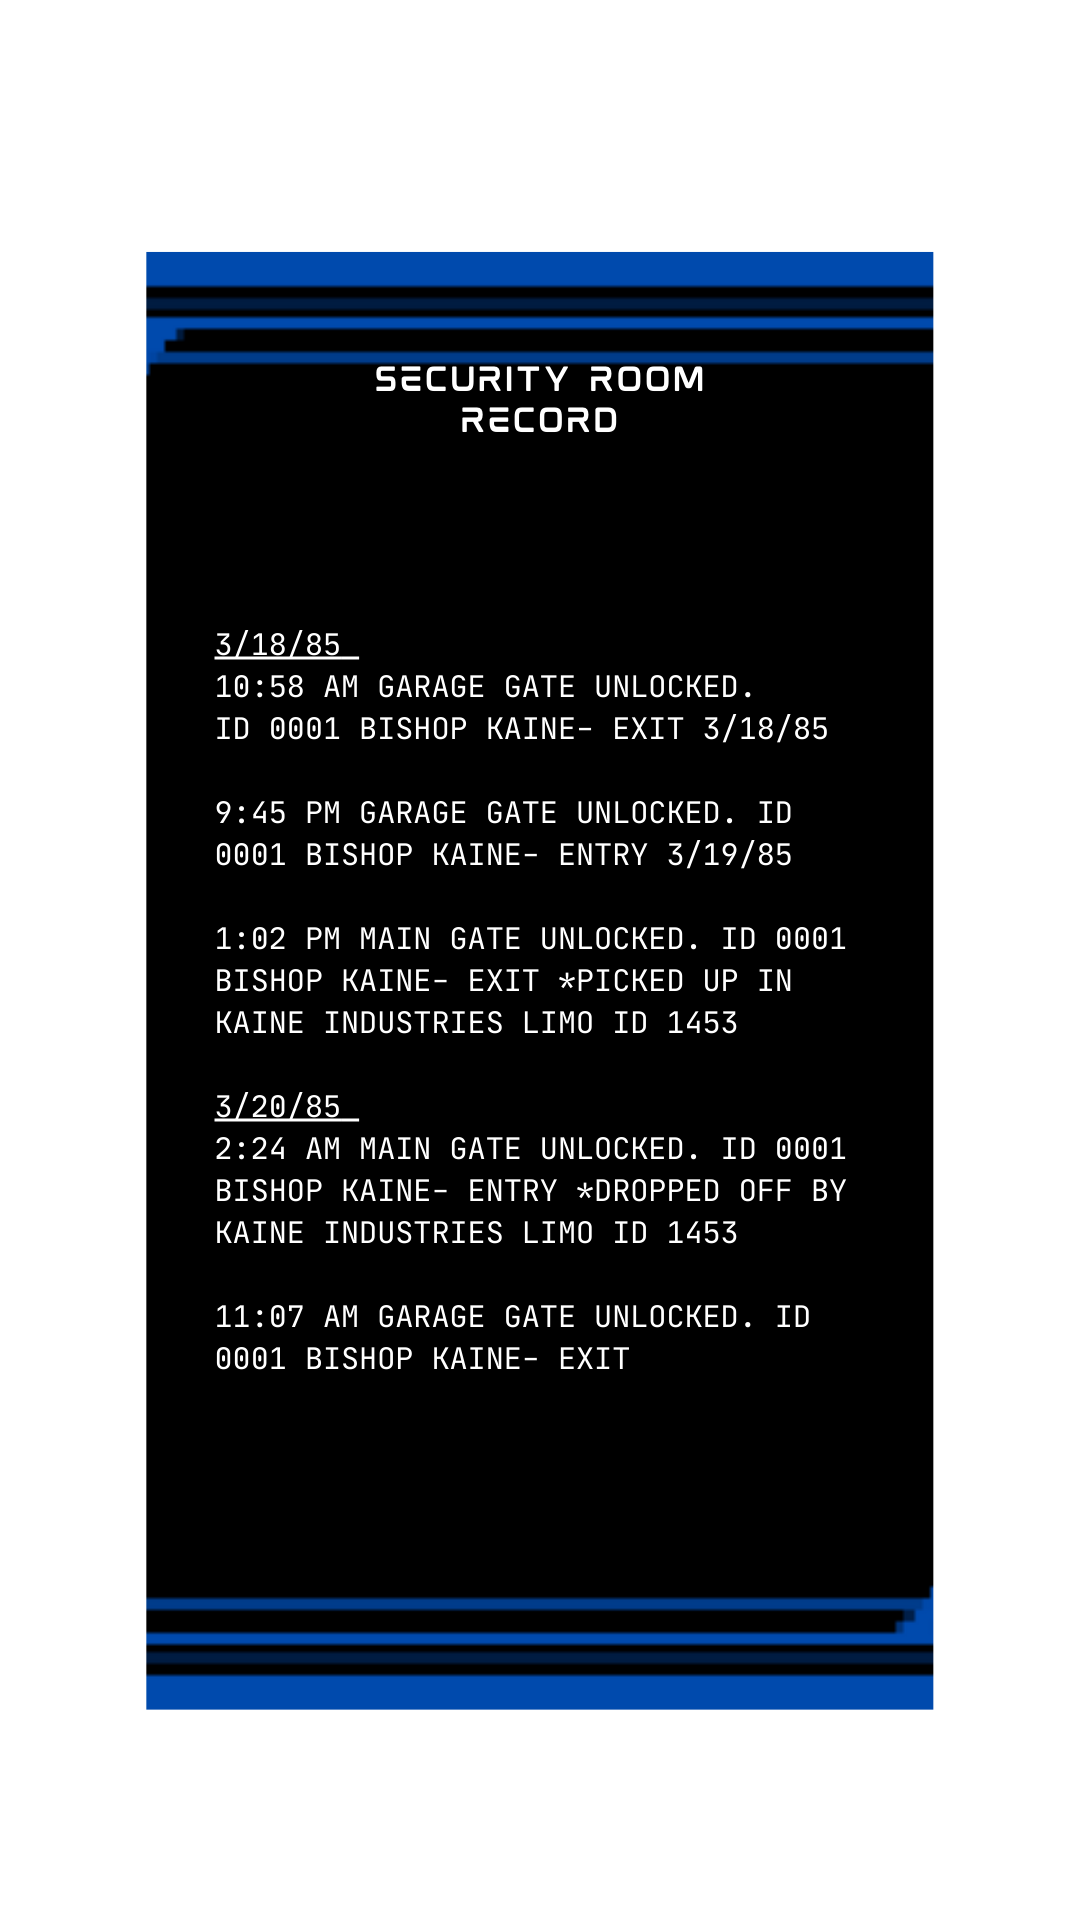 SECURITY ROOM
RECORD
3/18/85
10:58 AM GARAGE GATE UNLOCKED.
ID 0001 BISHOP KAINE- EXIT 3/18/85
9:45 PM GARAGE GATE UNLOCKED. ID
0001 BISHOP KAINE- ENTRY 3/19/85
1:02 PM MAIN GATE UNLOCKED. ID 0001
BISHOP KAINE- EXIT *PICKED UP IN
KAINE INDUSTRIES LIMO ID 1453
3/20/85
2:24 AM MAIN GATE UNLOCKED. ID 0001
BISHOP KAINE- ENTRY *DROPPED OFF BY
KAINE INDUSTRIES LIMO ID 1453
11:07 AM GARAGE GATE UNLOCKED. ID
0001 BISHOP KAINE- EXIT